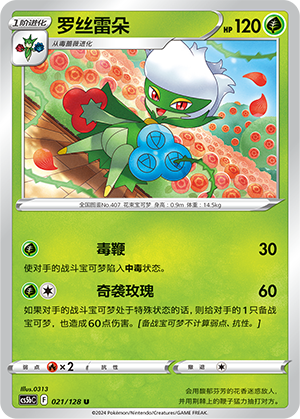 1阶进化
罗丝雷朵
HP 120
从毒蔷薇进化
全国图鉴No.407 花束宝可梦 身高：0.9m 体重：14.5kg
毒鞭 30
使对手的战斗宝可梦陷入中毒状态。
奇袭玫瑰 60
如果对手的战斗宝可梦处于特殊状态的话，则给对手的1只备战
宝可梦，也造成60点伤害。[备战宝可梦不计算弱点、抗性。]
弱点 ×2 抵抗力 撤退
Illus.0313
CS5bC F 021/128 U
会用馥郁芬芳的花香迷惑敌人，
并用荆棘上的鞭子猛力抽打对方。
©2024 Pokémon/Nintendo/Creatures/GAME FREAK.